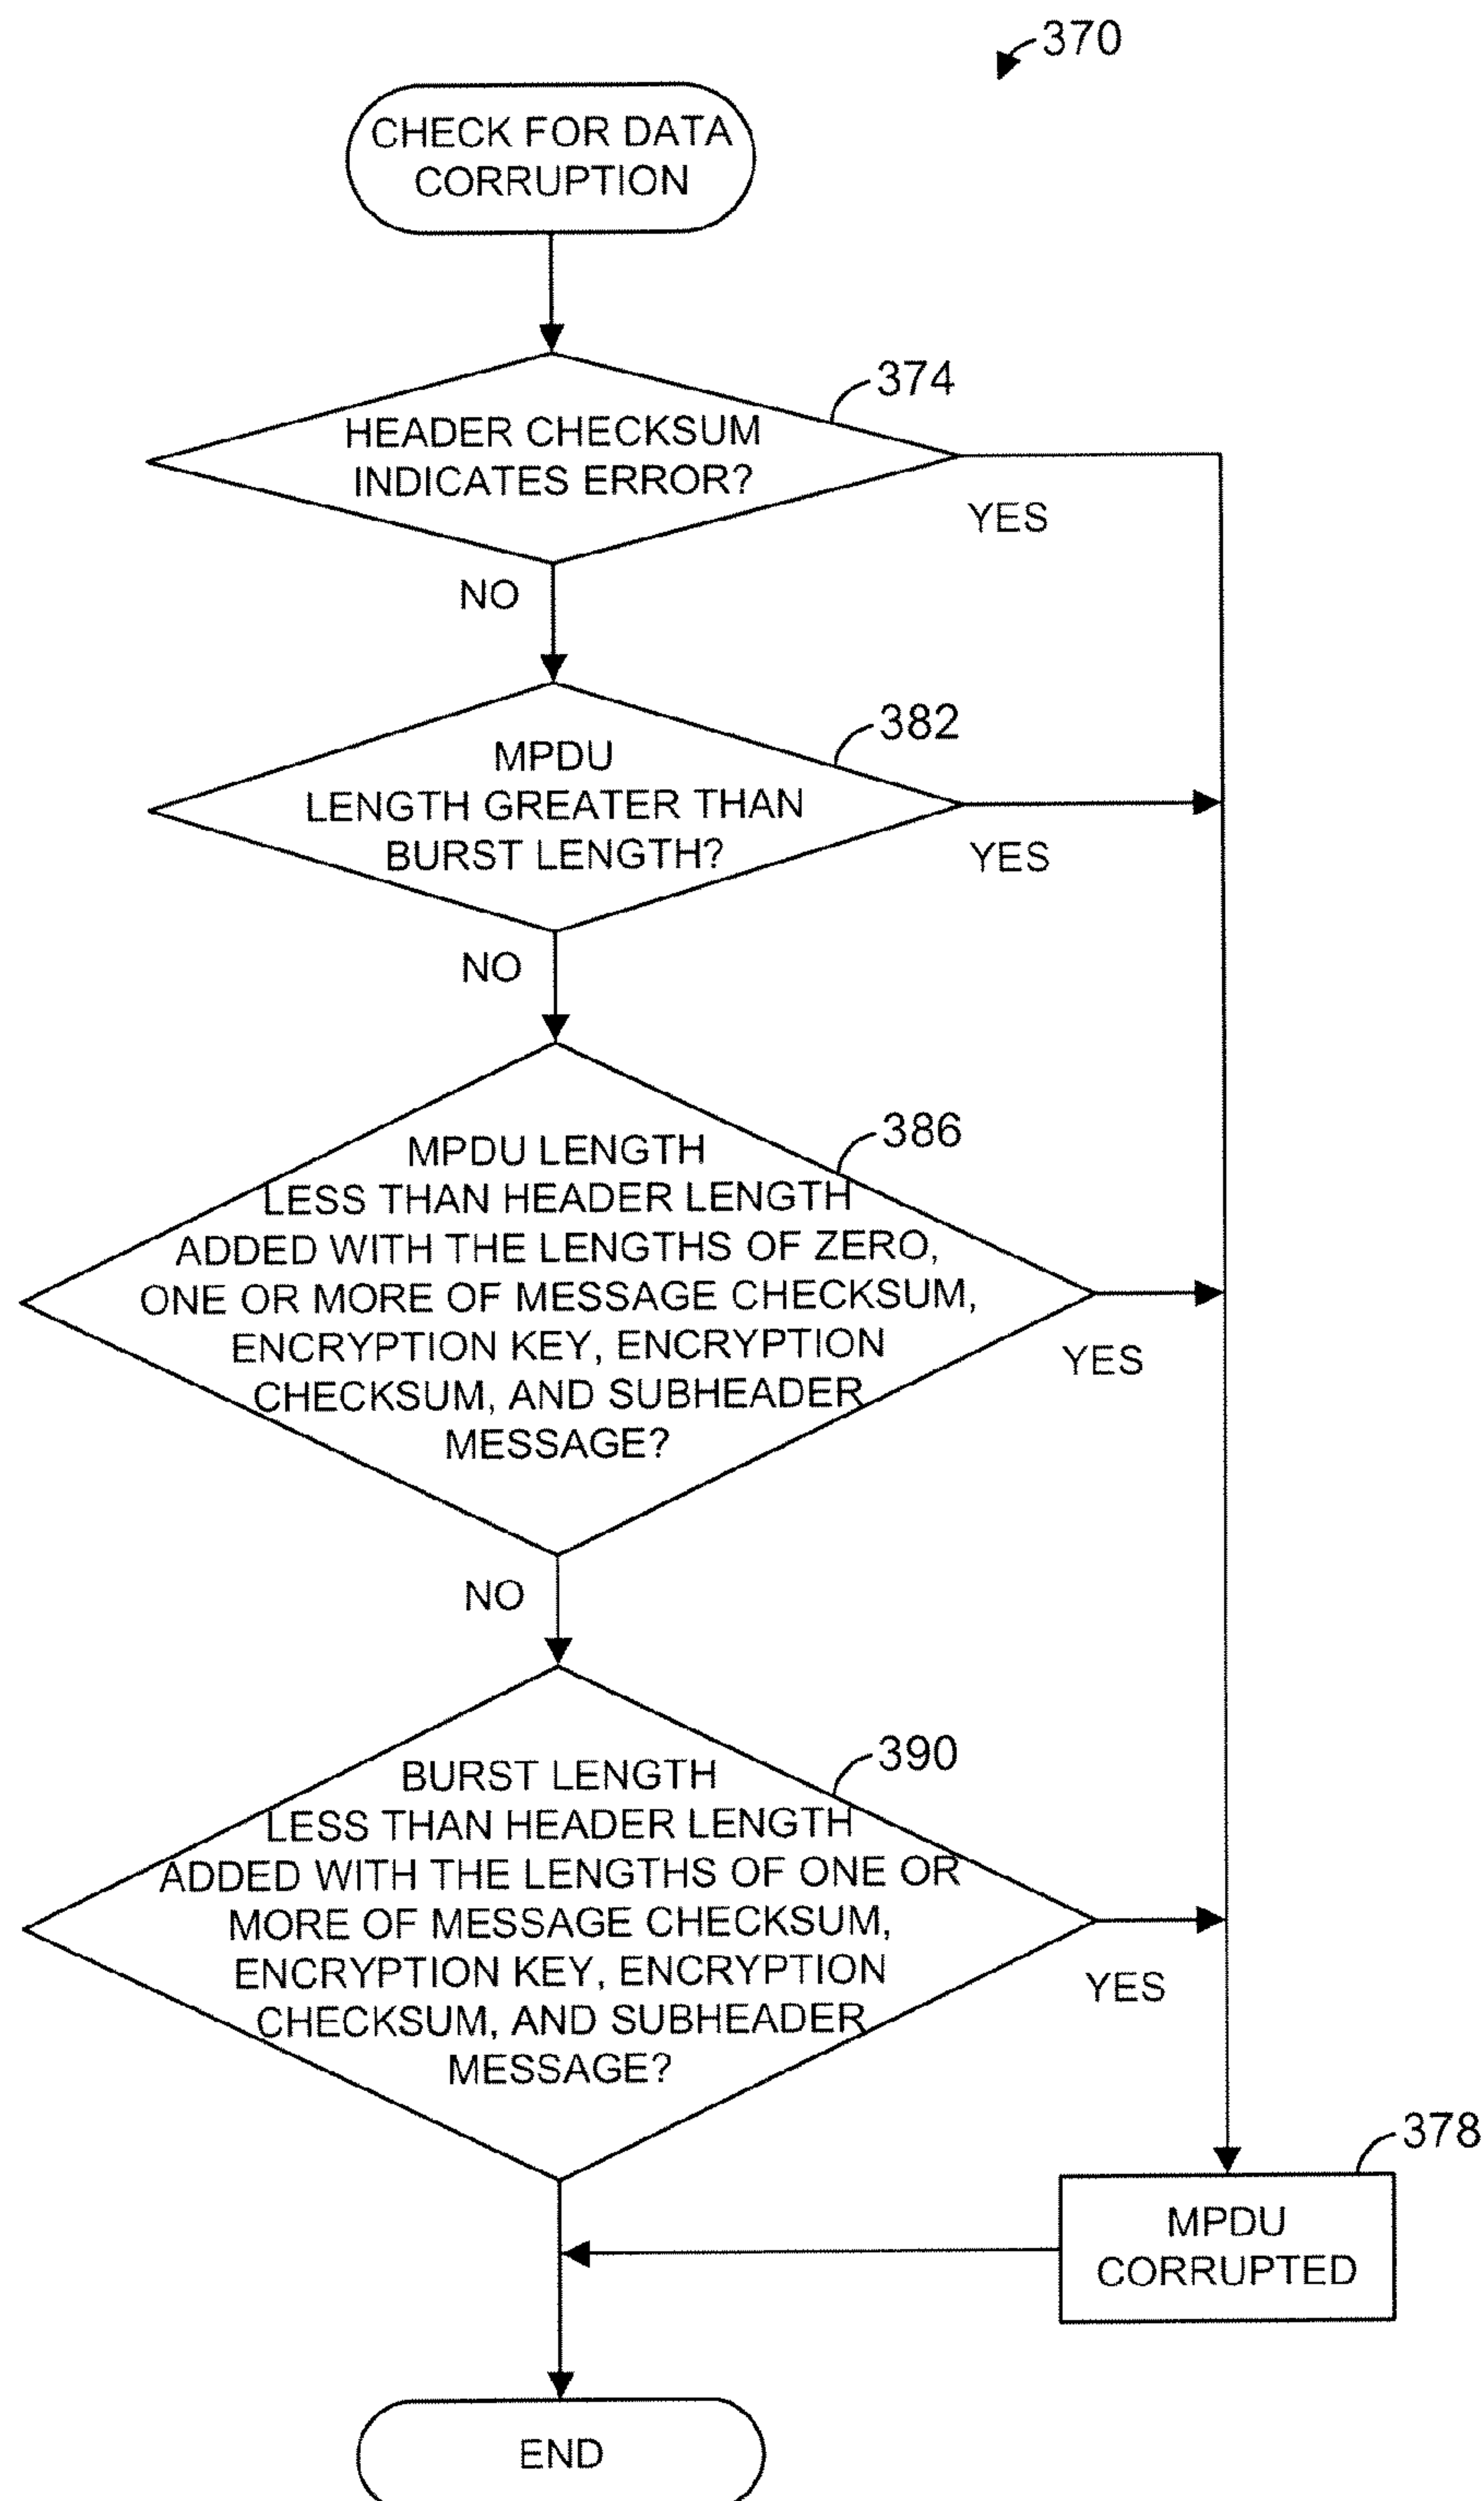 370
CHECK FOR DATA
CORRUPTION
374
HEADER CHECKSUM
INDICATES ERROR?
YES
NO
382
MPDU
LENGTH GREATER THAN
BURST LENGTH?
YES
NO
386
MPDU LENGTH
LESS THAN HEADER LENGTH
ADDED WITH THE LENGTHS OF ZERO,
ONE OR MORE OF MESSAGE CHECKSUM,
ENCRYPTION KEY, ENCRYPTION
CHECKSUM, AND SUBHEADER
MESSAGE?
YES
NO
390
BURST LENGTH
LESS THAN HEADER LENGTH
ADDED WITH THE LENGTHS OF ONE OR
MORE OF MESSAGE CHECKSUM,
ENCRYPTION KEY, ENCRYPTION
CHECKSUM, AND SUBHEADER
MESSAGE?
YES
378
MPDU
CORRUPTED
END